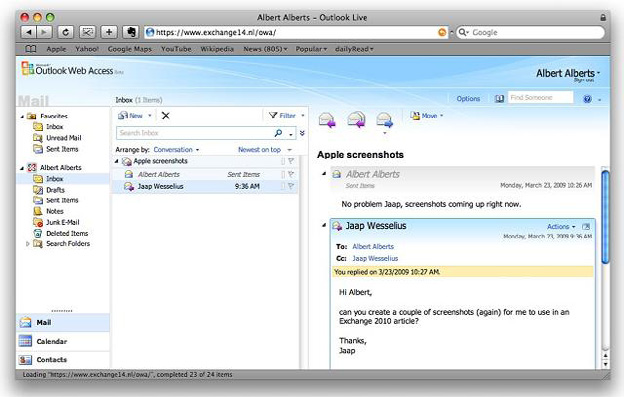 Albert Alberts – Outlook Live
https://www.exchange14.nl/owa/
Google
Apple Yahoo! Google Maps YouTube Wikipedia News (805) Popular dailyRead
Outlook Web Access Beta
Albert Alberts
Mail
Inbox (1 Items)
Options Find Someone
Favorites
Inbox
Unread Mail
Sent Items
Albert Alberts
Inbox
Drafts
Sent Items
Notes
Junk E-Mail
Deleted Items
Search Folders
Mail
Calendar
Contacts
New Filter
Search Inbox
Arrange by: Conversation Newest on top
Apple screenshots
Albert Alberts Sent Items
Jaap Wesselius 9:36 AM
Move
Apple screenshots
Albert Alberts
Sent Items Monday, March 23, 2009 10:26 AM
No problem Jaap, screenshots coming up right now.
Jaap Wesselius Actions
Monday, March 23, 2009 9:36 AM
To: Albert Alberts
Cc: Jaap Wesselius
You replied on 3/23/2009 10:27 AM.
Hi Albert,
can you create a couple of screenshots (again) for me to use in an
Exchange 2010 article?
Thanks,
Jaap
Loading "https://www.exchange14.nl/owa/", completed 23 of 24 items